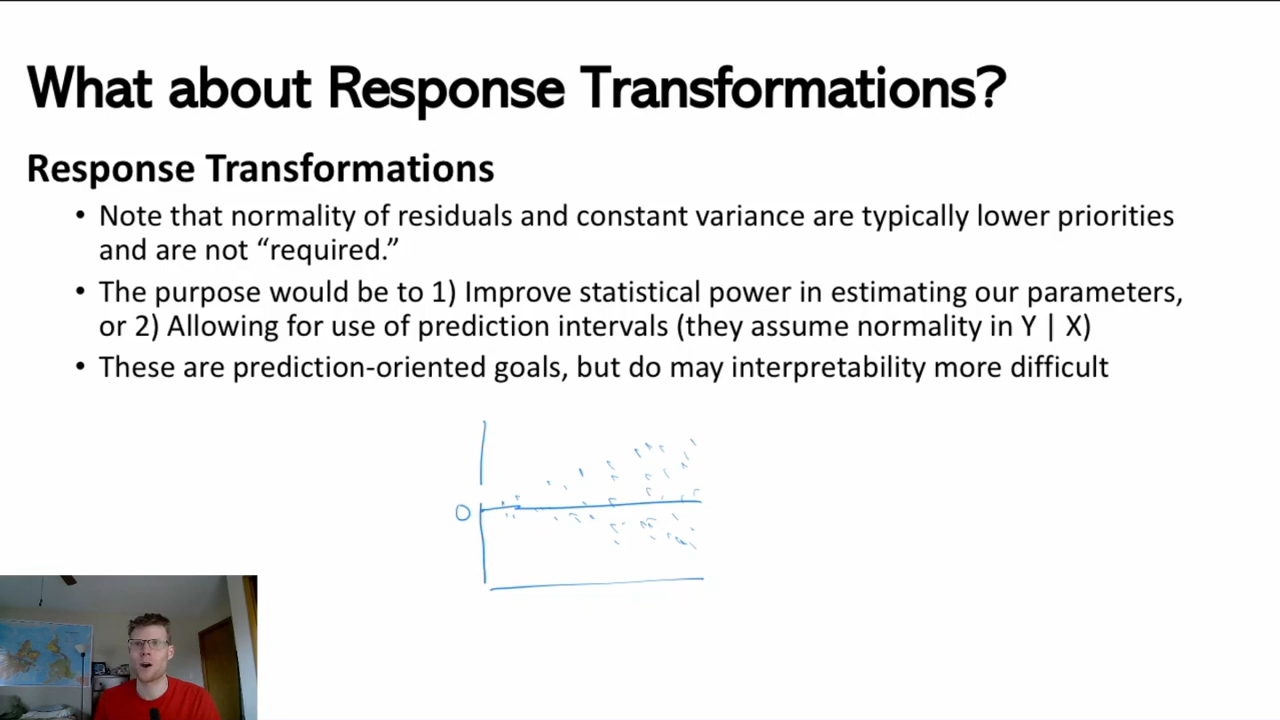 What about Response Transformations?
Response Transformations
• Note that normality of residuals and constant variance are typically lower priorities
and are not “required.”
• The purpose would be to 1) Improve statistical power in estimating our parameters,
or 2) Allowing for use of prediction intervals (they assume normality in Y | X)
• These are prediction-oriented goals, but do may interpretability more difficult
0